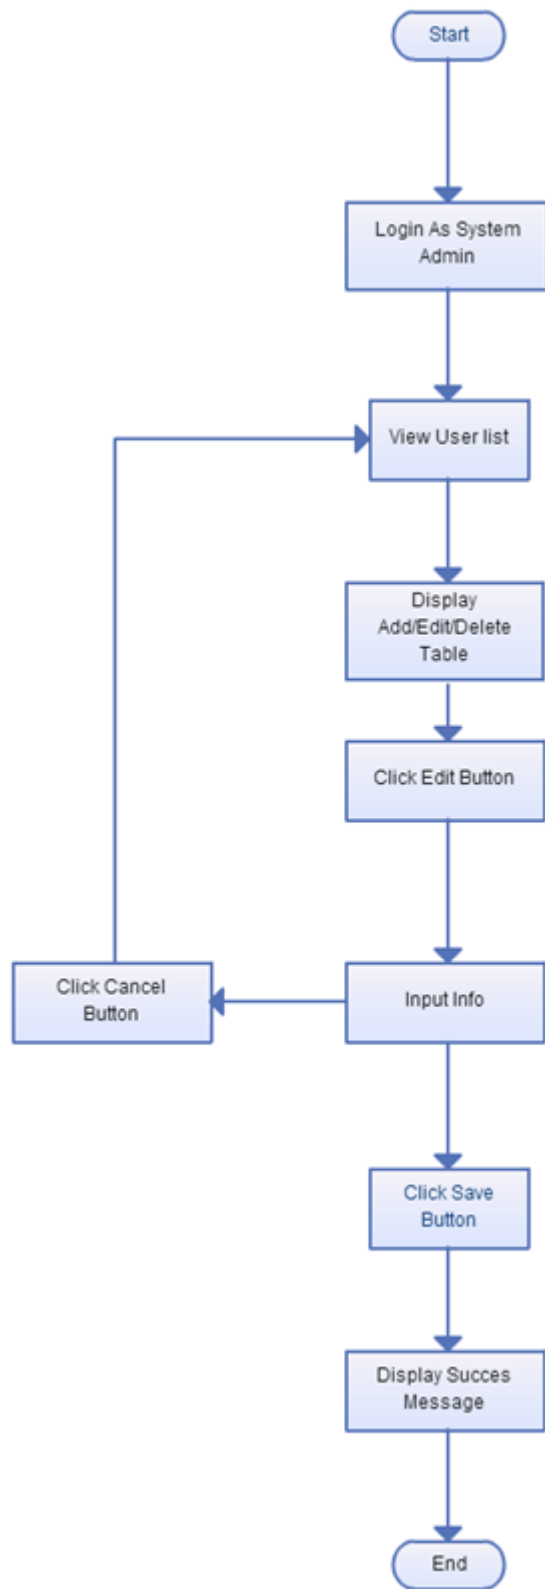 Start
Login As System
Admin
View User list
Display
Add/Edit/Delete
Table
Click Edit Button
Click Cancel
Button
Input Info
Click Save
Button
Display Succes
Message
End